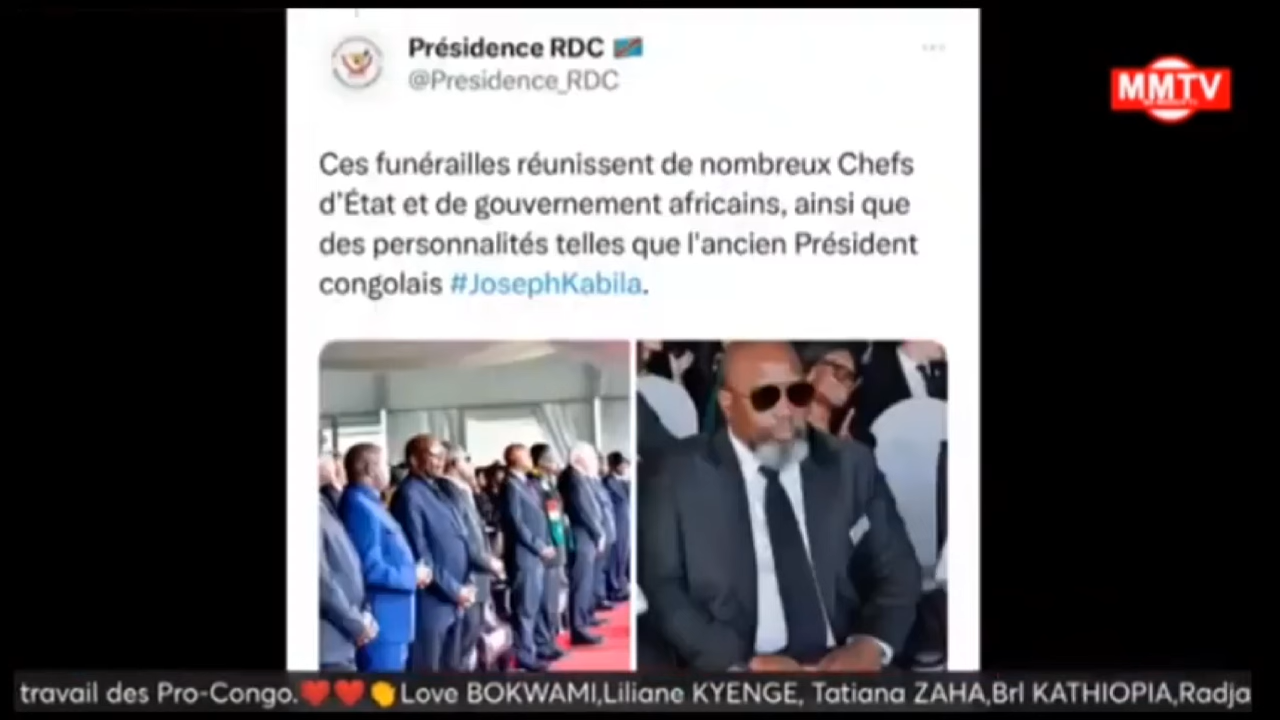 Présidence RDC
@Presidence_RDC
MMTV
Ces funérailles réunissent de nombreux Chefs
d'État et de gouvernement africains, ainsi que
des personnalités telles que l'ancien Président
congolais #JosephKabila.
travail des Pro-Congo.❤️❤️👏Love BOKWAMI,Liliane KYENGE, Tatiana ZAHA,Brl KATHIOPIA,Radja